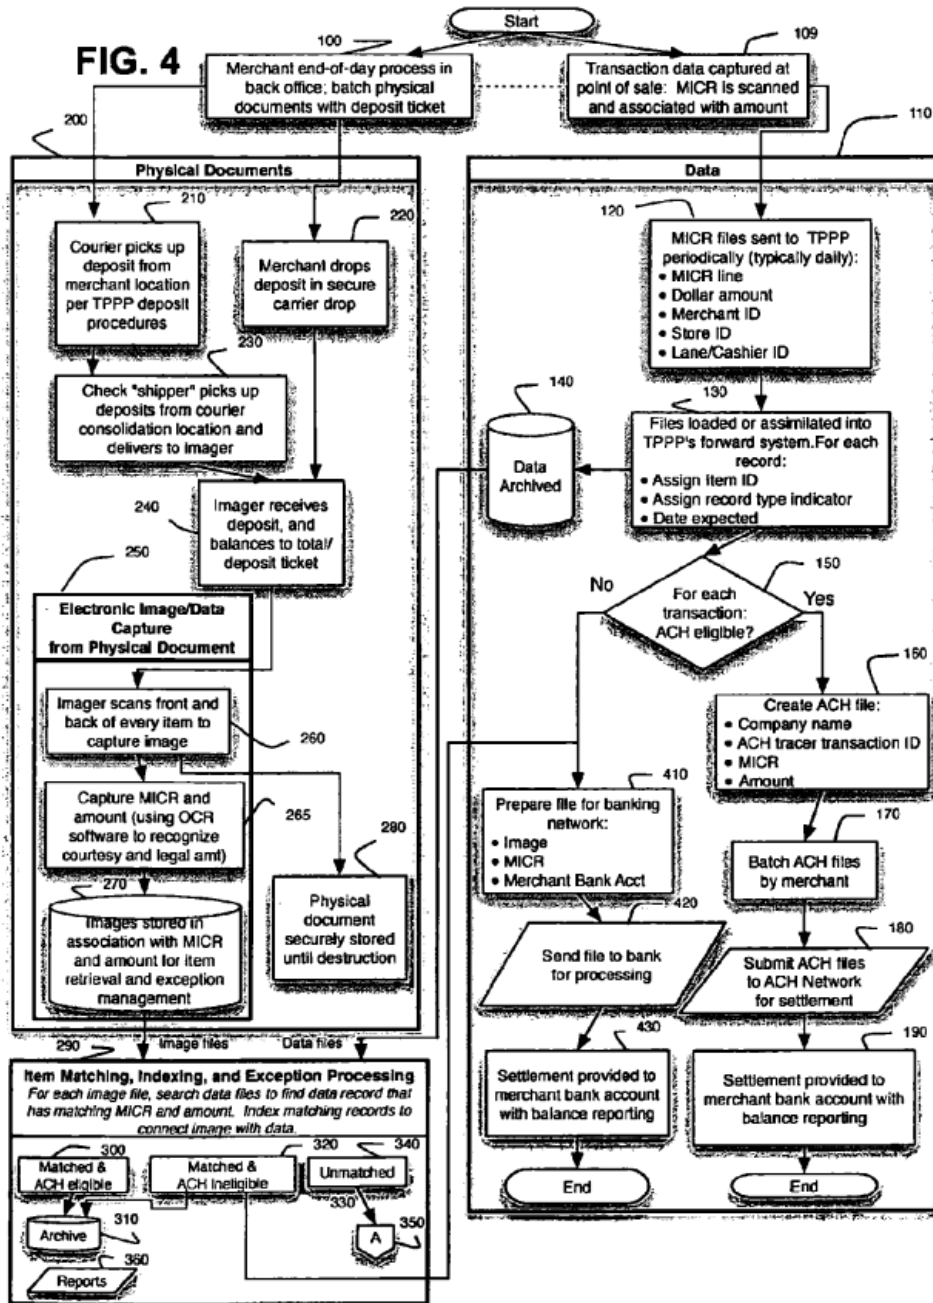 Start
FIG. 4
100
109
Merchant end-of-day process in
back office; batch physical
documents with deposit ticket
Transaction data captured at
point of sale: MICR is scanned
and associated with amount
200
110
Physical Documents
Data
210
Courier picks up
deposit from
merchant location
per TPPP deposit
procedures
220
Merchant drops
deposit in secure
carrier drop
230
Check "shipper" picks up
deposits from courier
consolidation location and
delivers to imager
240
Imager receives
deposit, and
balances to total/
deposit ticket
250
Electronic Image/Data
Capture
from Physical Document
Imager scans front and
back of every item to
capture image
260
Capture MICR and
amount (using OCR
software to recognize
courtesy and legal amt)
265
270
Images stored in
association with MICR
and amount for item
retrieval and exception
management
280
Physical
document
securely stored
until destruction
120
MICR files sent to TPPP
periodically (typically daily):
• MICR line
• Dollar amount
• Merchant ID
• Store ID
• Lane/Cashier ID
130
Files loaded or assimilated into
TPPP's forward system.For each
record:
• Assign Item ID
• Assign record type indicator
• Date expected
140
Data
Archived
150
No
For each
transaction:
ACH eligible?
Yes
160
Create ACH file:
• Company name
• ACH tracer transaction ID
• MICR
• Amount
410
Prepare file for banking
network:
• Image
• MICR
• Merchant Bank Acct
170
Batch ACH files
by merchant
420
Send file to bank
for processing
180
Submit ACH files
to ACH Network
for settlement
430
Settlement provided to
merchant bank account
with balance reporting
190
Settlement provided to
merchant bank account with
balance reporting
End
End
290
Image files
Data files
Item Matching, Indexing, and Exception Processing
For each image file, search data files to find data record that
has matching MICR and amount. Index matching records to
connect image with data.
300
Matched &
ACH eligible
320
Matched &
ACH Ineligible
340
Unmatched
330
310
Archive
A
350
360
Reports